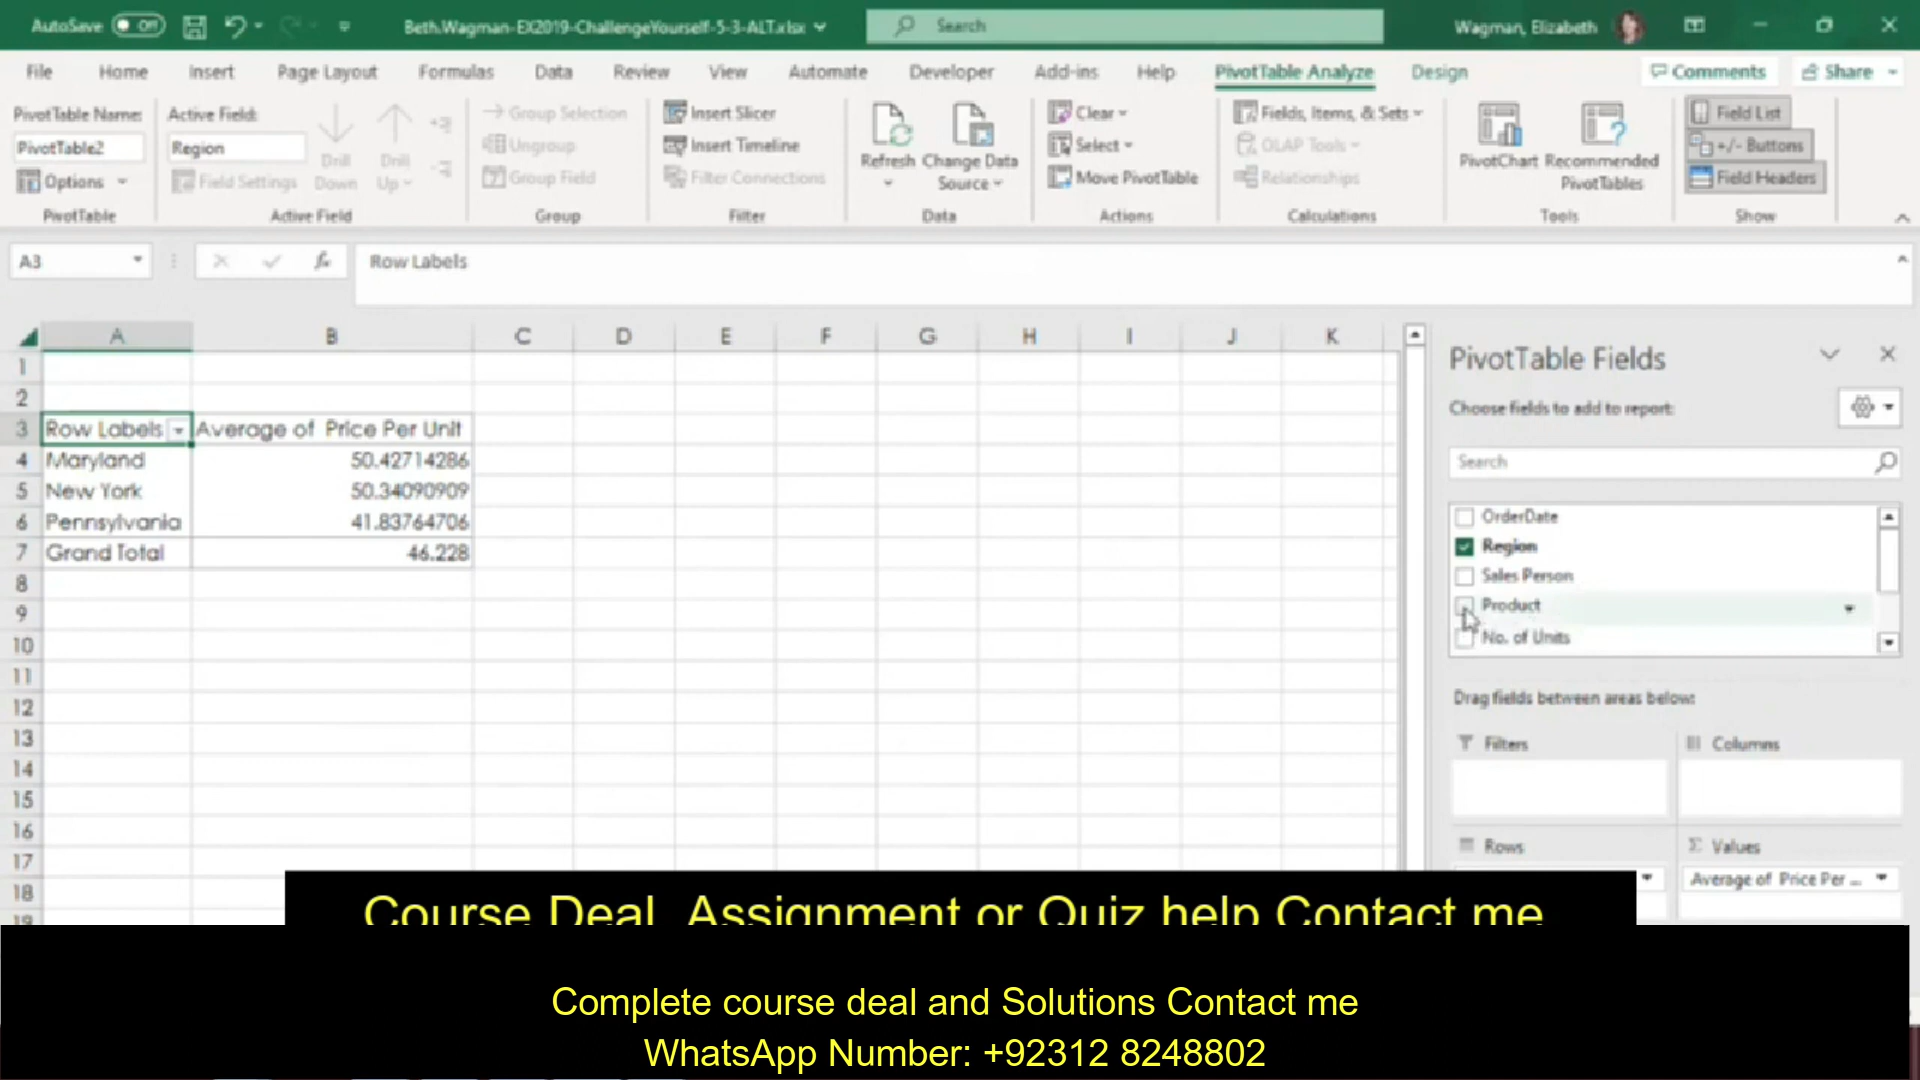 AutoSave Off Beth.Wagman-EX2019-ChallengeYourself-5-3-ALT.xlsx Search Wagman, Elizabeth
File Home Insert Page Layout Formulas Data Review View Automate Developer Add-ins Help PivotTable Analyze Design Comments Share
PivotTable Name: Active Field: Group Selection Insert Slicer Clear Fields, Items, & Sets Field List
PivotTable2 Region Ungroup Insert Timeline Select OLAP Tools +/- Buttons
Drill Down Drill Up Refresh Change Data Source PivotChart Recommended PivotTables
Options Field Settings Group Field Filter Connections Move PivotTable Relationships Field Headers
PivotTable Active Field Group Filter Data Actions Calculations Tools Show
A3 fx Row Labels
A B C D E F G H I J K
1
2
3 Row Labels Average of Price Per Unit
4 Maryland 50.42714286
5 New York 50.34090909
6 Pennsylvania 41.83764706
7 Grand Total 46.228
8
9
10
11
12
13
14
15
16
17
18
19
PivotTable Fields
Choose fields to add to report:
Search
OrderDate
Region
Sales Person
Product
No. of Units
Drag fields between areas below:
Filters Columns
Rows Σ Values
Average of Price Per ...
Course Deal, Assignment or Quiz help Contact me
Complete course deal and Solutions Contact me
WhatsApp Number: +92312 8248802